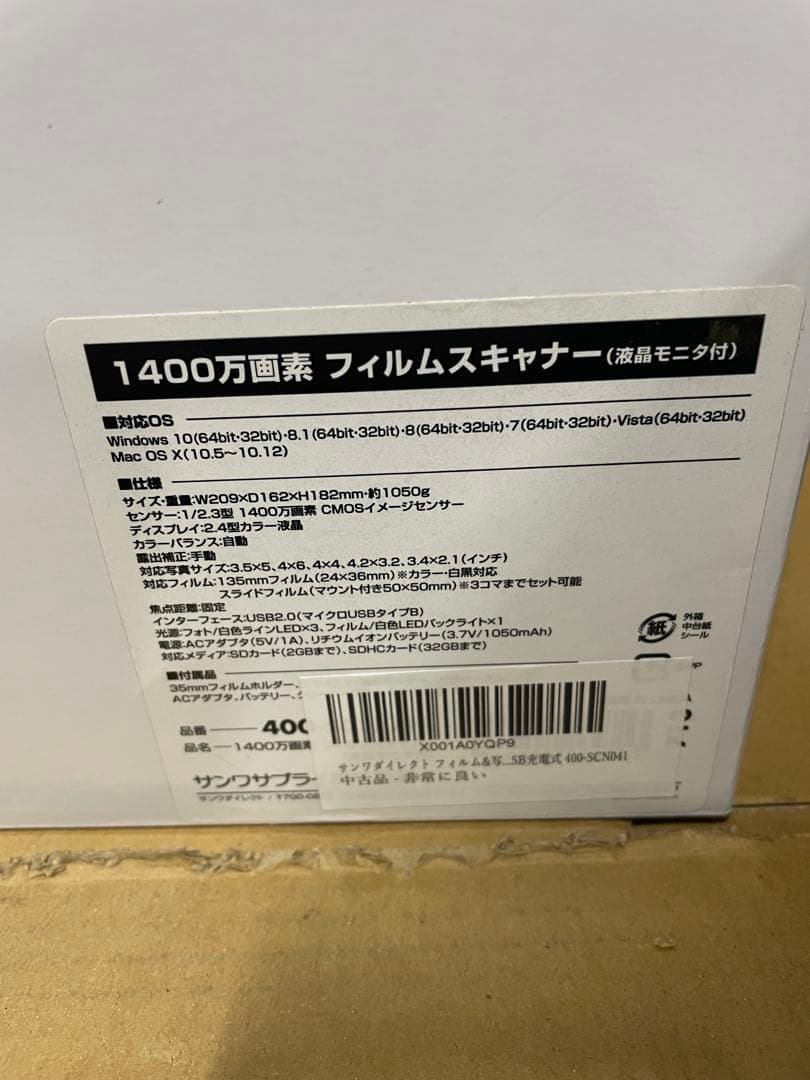 1400万画素 フィルムスキャナー(液晶モニタ付)
■対応OS
Windows 10(64bit・32bit)・8.1(64bit・32bit)・8(64bit・32bit)・7(64bit・32bit)・Vista(64bit・32bit)
Mac OS X(10.5〜10.12)
■仕様
サイズ・重量:W209×D162×H182mm・約1050g
センサー:1/2.3型 1400万画素 CMOSイメージセンサー
ディスプレイ:2.4型カラー液晶
カラーバランス:自動
露出補正:手動
対応写真サイズ:3.5×5、4×6、4×4、4.2×3.2、3.4×2.1(インチ)
対応フィルム:135mmフィルム(24×36mm)※カラー・白黒対応
スライドフィルム(マウント付き50×50mm)※3コマまでセット可能
焦点距離:固定
インターフェース:USB2.0(マイクロUSBタイプB)
光源:フォト/白色ラインLED×3、フィルム/白色LEDバックライト×1
電源:ACアダプタ(5V/1A)、リチウムイオンバッテリー(3.7V/1050mAh)
対応メディア:SDカード(2GBまで)、SDHCカード(32GBまで)
紙
外箱
中台紙
シール
■付属品
35mmフィルムホルダー、
ACアダプタ、バッテリー、
PP
品番 400
品名 1400万画素
サンワサプラー
サンワダイレクト/〒700-08
X001A0YQP9
サンワダイレクト フィルム&写...SB充電式 400-SCN041
中古品 - 非常に良い